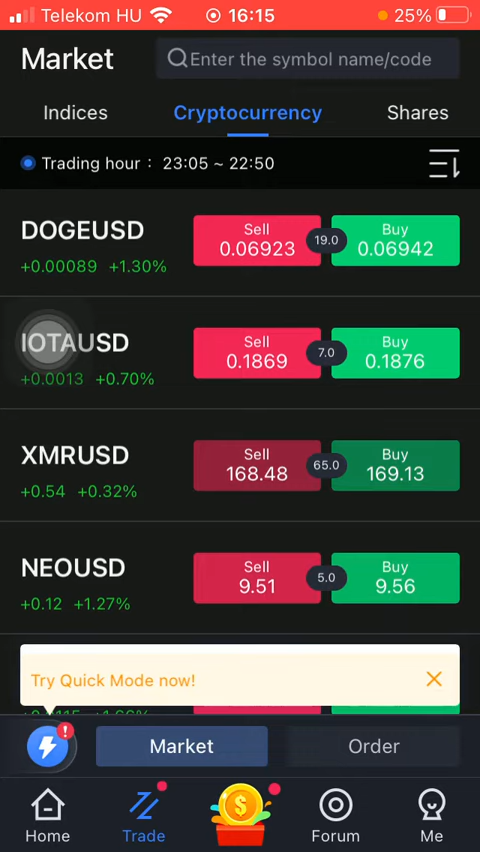 Telekom HU 16:15 25%
Market Enter the symbol name/code
Indices Cryptocurrency Shares
Trading hour : 23:05 ~ 22:50
DOGEUSD
+0.00089 +1.30%
Sell
0.06923
19.0
Buy
0.06942
IOTAUSD
+0.0013 +0.70%
Sell
0.1869
7.0
Buy
0.1876
XMRUSD
+0.54 +0.32%
Sell
168.48
65.0
Buy
169.13
NEOUSD
+0.12 +1.27%
Sell
9.51
5.0
Buy
9.56
Try Quick Mode now!
!
Market Order
$
Home Trade Forum Me